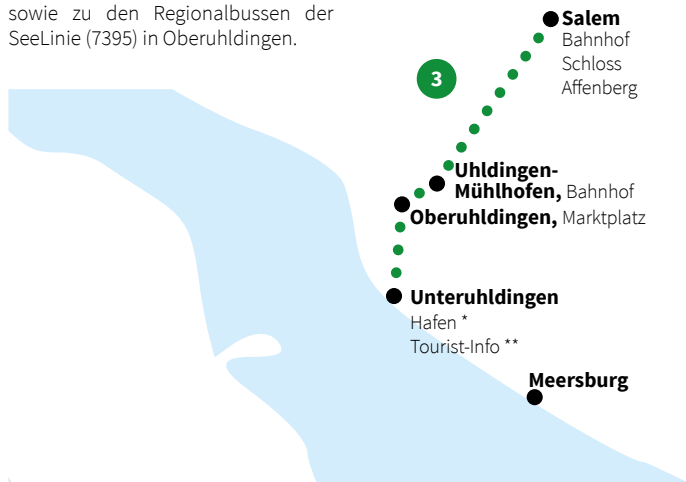 sowie zu den Regionalbussen der
SeeLinie (7395) in Oberuhldingen.
Salem
Bahnhof
Schloss
Affenberg
3
Uhldingen-
Mühlhofen, Bahnhof
Oberuhldingen, Marktplatz
Unteruhldingen
Hafen *
Tourist-Info **
Meersburg